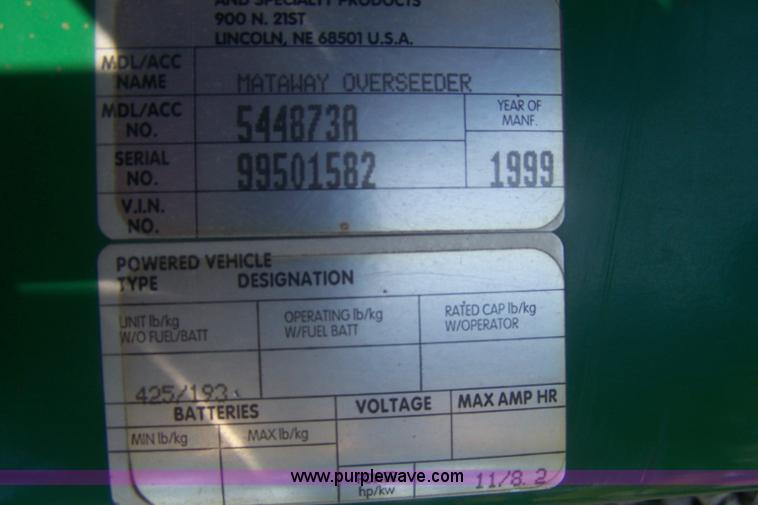 AND SPECIALTY PRODUCTS
900 N. 21ST
LINCOLN, NE 68501 U.S.A.
MDL/ACC NAME MATAWAY OVERSEEDER
MDL/ACC NO. 544873A
YEAR OF MANF.
SERIAL NO. 99501582 1999
V.I.N. NO.
POWERED VEHICLE
TYPE DESIGNATION
UNIT lb/kg W/O FUEL/BATT
OPERATING lb/kg W/FUEL BATT
RATED CAP lb/kg W/OPERATOR
425/193
BATTERIES VOLTAGE MAX AMP HR
MIN lb/kg MAX lb/kg
www.purplewave.com
hp/kw 11/8.2